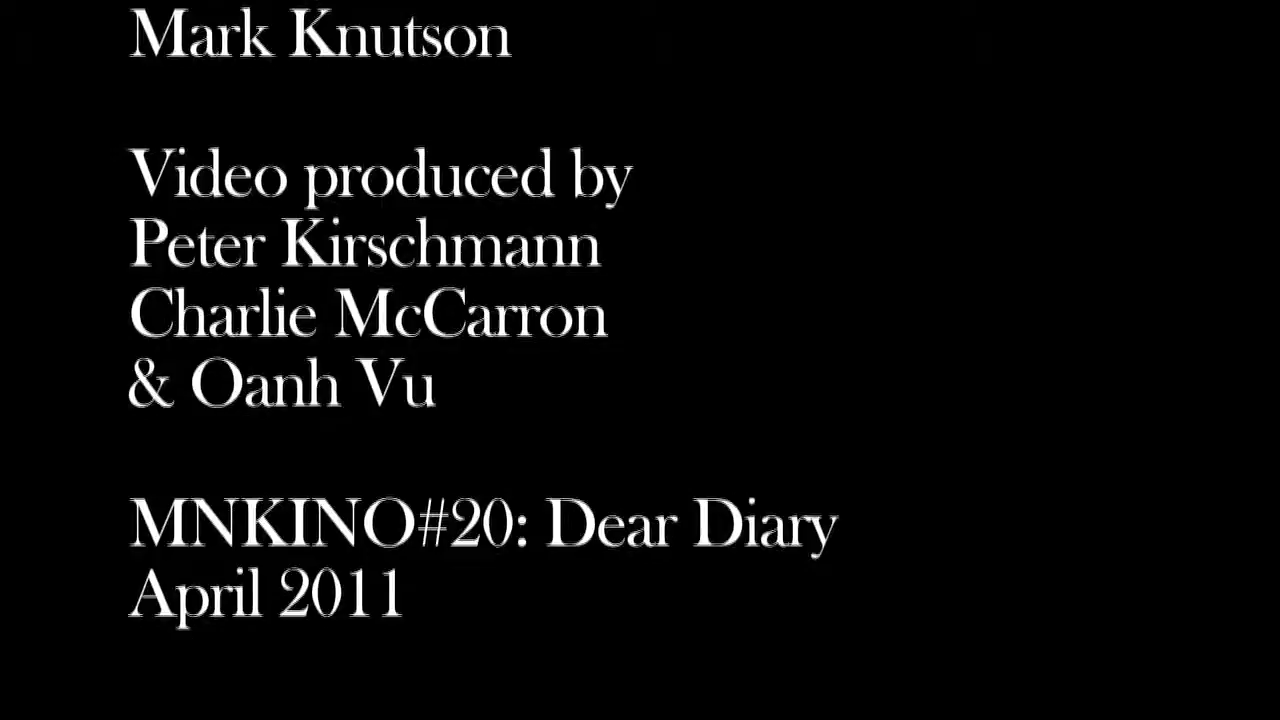 Mark Knutson
Video produced by
Peter Kirschmann
Charlie McCarron
& Oanh Vu
MNKINO#20: Dear Diary
April 2011